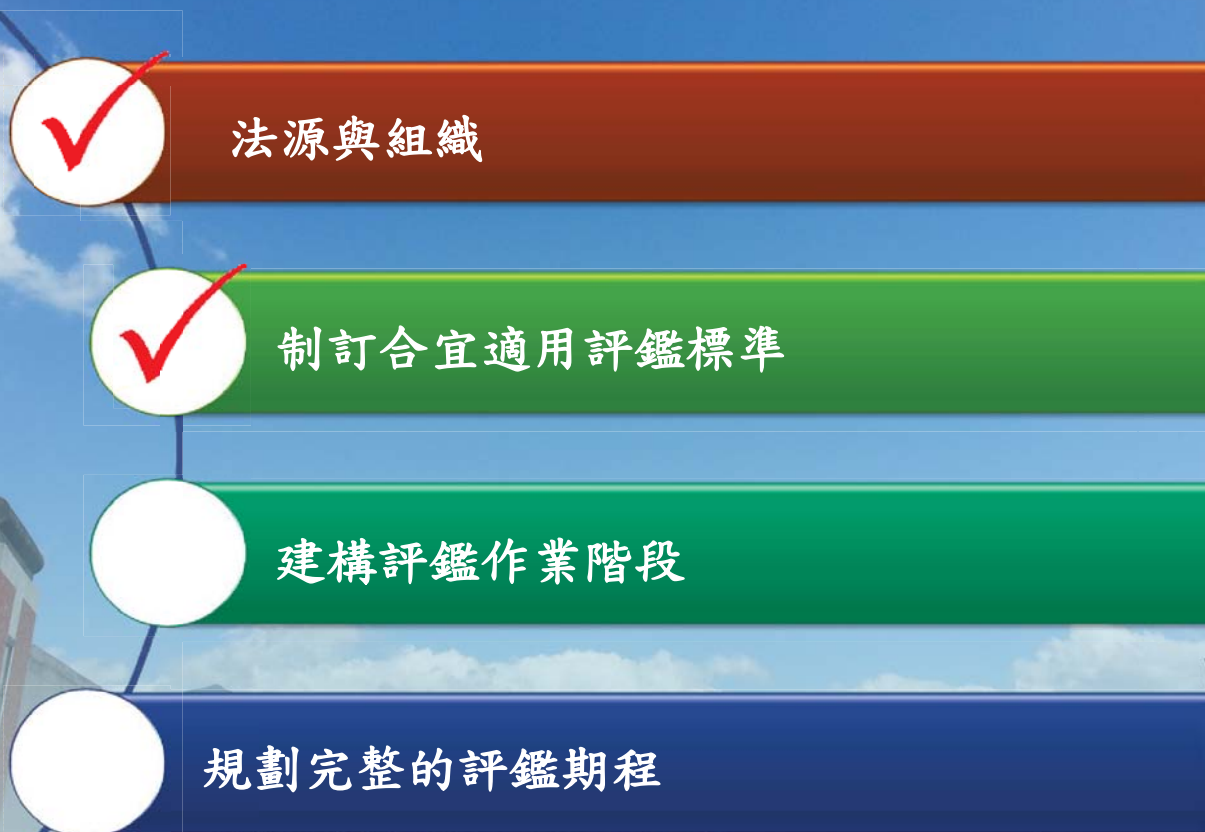 法源與組織
制訂合宜適用評鑑標準
建構評鑑作業階段
規劃完整的評鑑期程